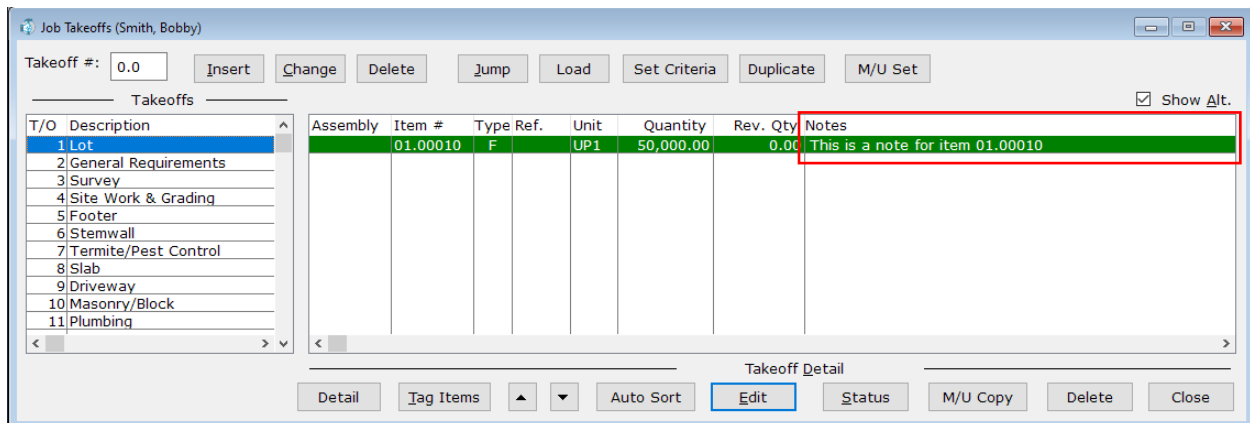 Job Takeoffs (Smith, Bobby)
Takeoff #: 0.0 Insert Change Delete Jump Load Set Criteria Duplicate M/U Set
Takeoffs Show Alt.
T/O Description Assembly Item # Type Ref. Unit Quantity Rev. Qty Notes
1 Lot 01.00010 F UP1 50,000.00 0.00 This is a note for item 01.00010
2 General Requirements
3 Survey
4 Site Work & Grading
5 Footer
6 Stemwall
7 Termite/Pest Control
8 Slab
9 Driveway
10 Masonry/Block
11 Plumbing
Takeoff Detail
Detail Tag Items Auto Sort Edit Status M/U Copy Delete Close